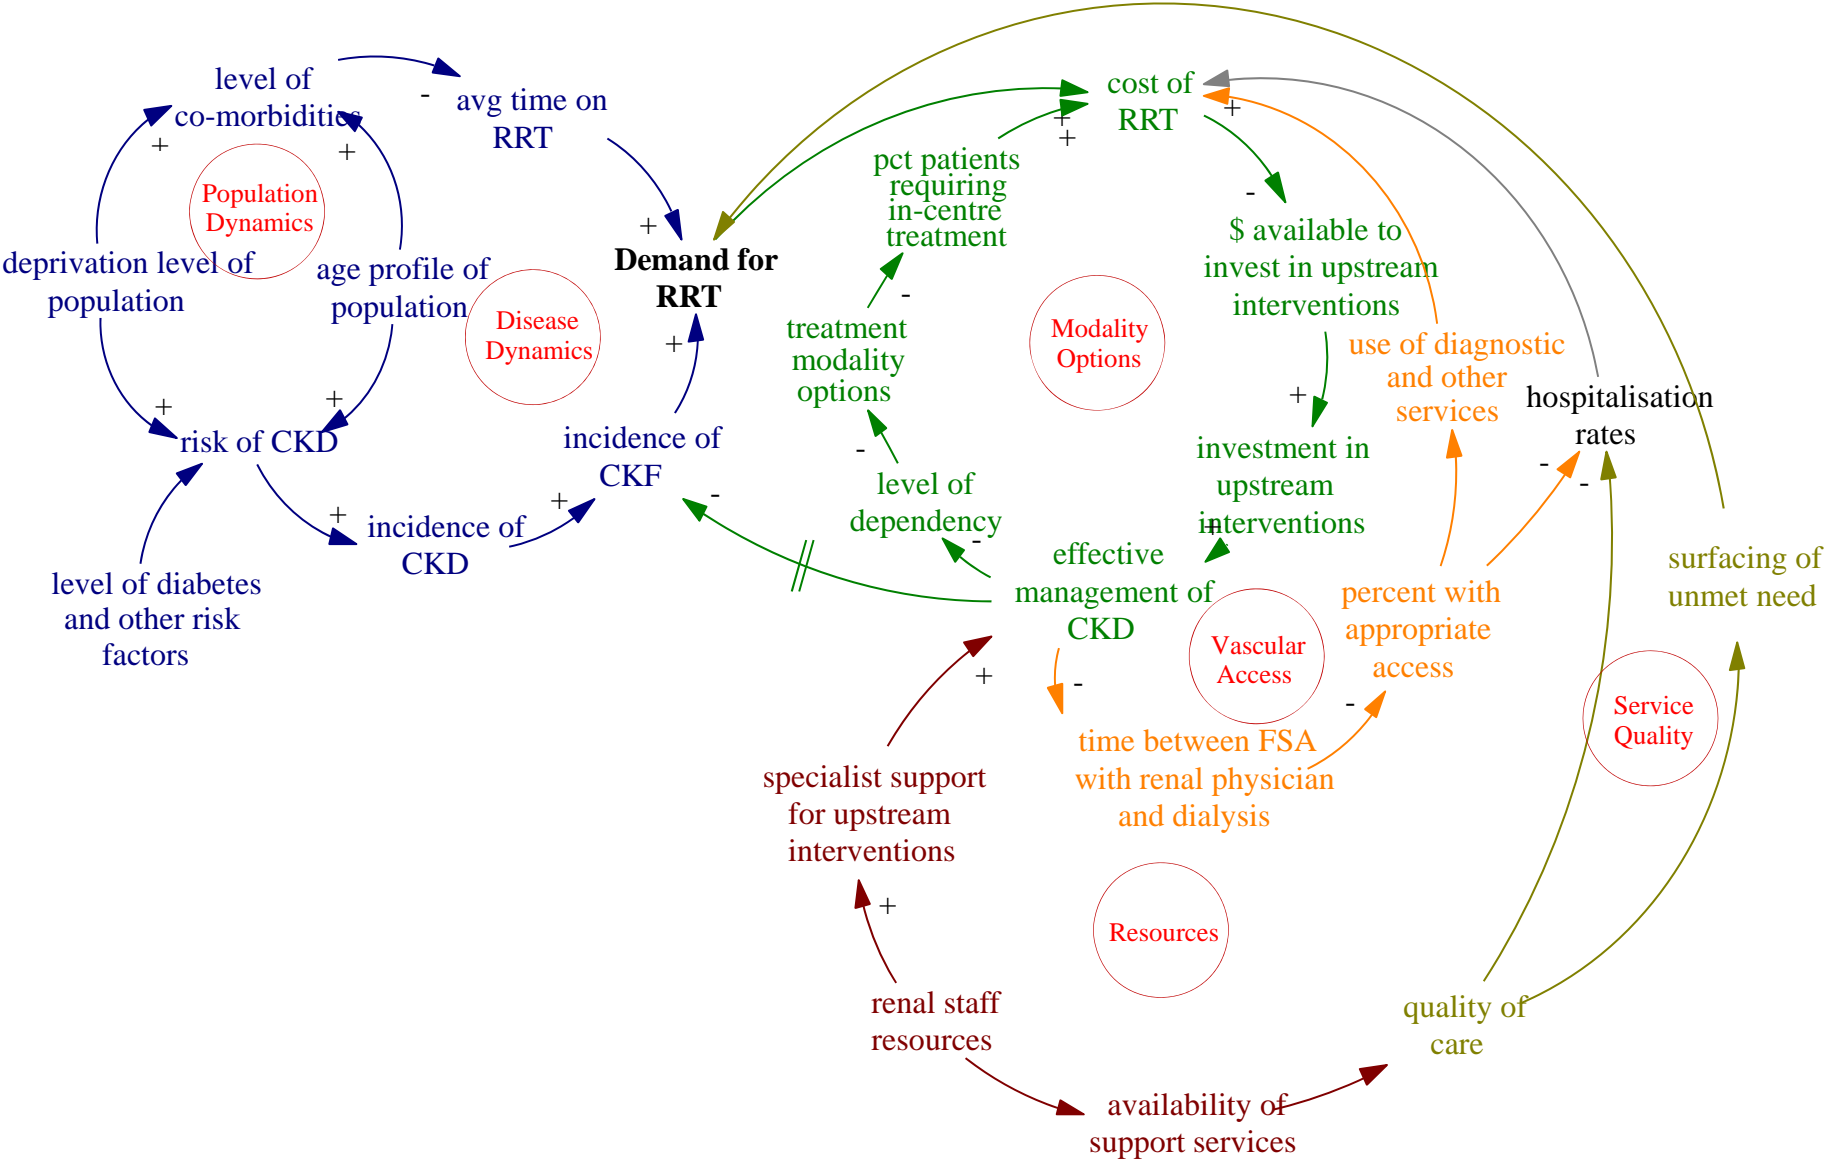 level of
co-morbidities
-
avg time on
RRT
+
+
Population
Dynamics
deprivation level of
population
age profile of
population
+
Demand for
RRT
Disease
Dynamics
+
+
+
risk of CKD
incidence of
CKF
+
+
-
incidence of
CKD
level of diabetes
and other risk
factors
cost of
RRT
+
+
+
pct patients
requiring
in-centre
treatment
-
$ available to
invest in upstream
interventions
-
treatment
modality
options
Modality
Options
use of diagnostic
and other
services
+
hospitalisation
rates
-
level of
dependency
investment in
upstream
interventions
-
-
-
+
effective
management of
CKD
percent with
appropriate
access
surfacing of
unmet need
Vascular
Access
+
-
-
Service
Quality
time between FSA
with renal physician
and dialysis
specialist support
for upstream
interventions
+
Resources
renal staff
resources
quality of
care
availability of
support services